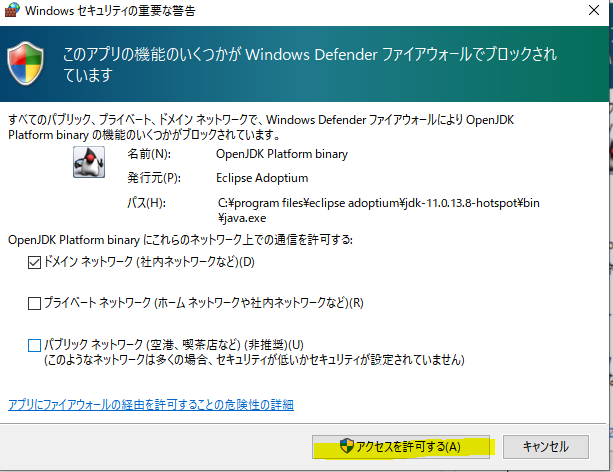 Windows セキュリティの重要な警告
このアプリの機能のいくつかが Windows Defender ファイアウォールでブロックされ
ています
すべてのパブリック、プライベート、ドメイン ネットワークで、Windows Defender ファイアウォールにより OpenJDK
Platform binary の機能のいくつかがブロックされています。
名前(N): OpenJDK Platform binary
発行元(P): Eclipse Adoptium
パス(H): C:¥program files¥eclipse adoptium¥jdk-11.0.13.8-hotspot¥bin
¥java.exe
OpenJDK Platform binary にこれらのネットワーク上での通信を許可する:
ドメイン ネットワーク (社内ネットワークなど)(D)
プライベート ネットワーク (ホーム ネットワークや社内ネットワークなど)(R)
パブリック ネットワーク (空港、喫茶店など) (非推奨)(U)
(このようなネットワークは多くの場合、セキュリティが低いかセキュリティが設定されていません)
アプリにファイアウォールの経由を許可することの危険性の詳細
アクセスを許可する(A) キャンセル